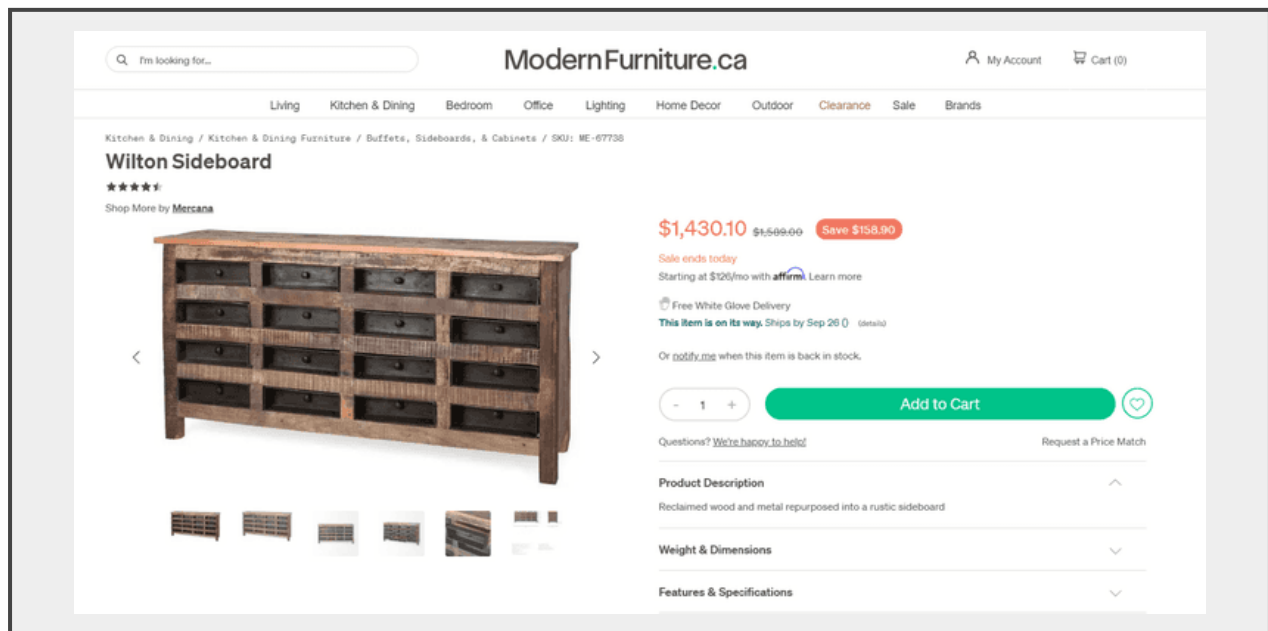 I'm looking for...
ModernFurniture.ca
My Account
Cart (0)
Living Kitchen & Dining Bedroom Office Lighting Home Decor Outdoor Clearance Sale Brands
Kitchen & Dining / Kitchen & Dining Furniture / Buffets, Sideboards, & Cabinets / SKU: ME-67738
Wilton Sideboard
Shop More by Mercana
$1,430.10 $1,589.00 Save $158.90
Sale ends today
Starting at $126/mo with affirm. Learn more
Free White Glove Delivery
This item is on its way. Ships by Sep 26 () (details)
Or notify me when this item is back in stock.
- 1 + Add to Cart
Questions? We're happy to help! Request a Price Match
Product Description
Reclaimed wood and metal repurposed into a rustic sideboard
Weight & Dimensions
Features & Specifications